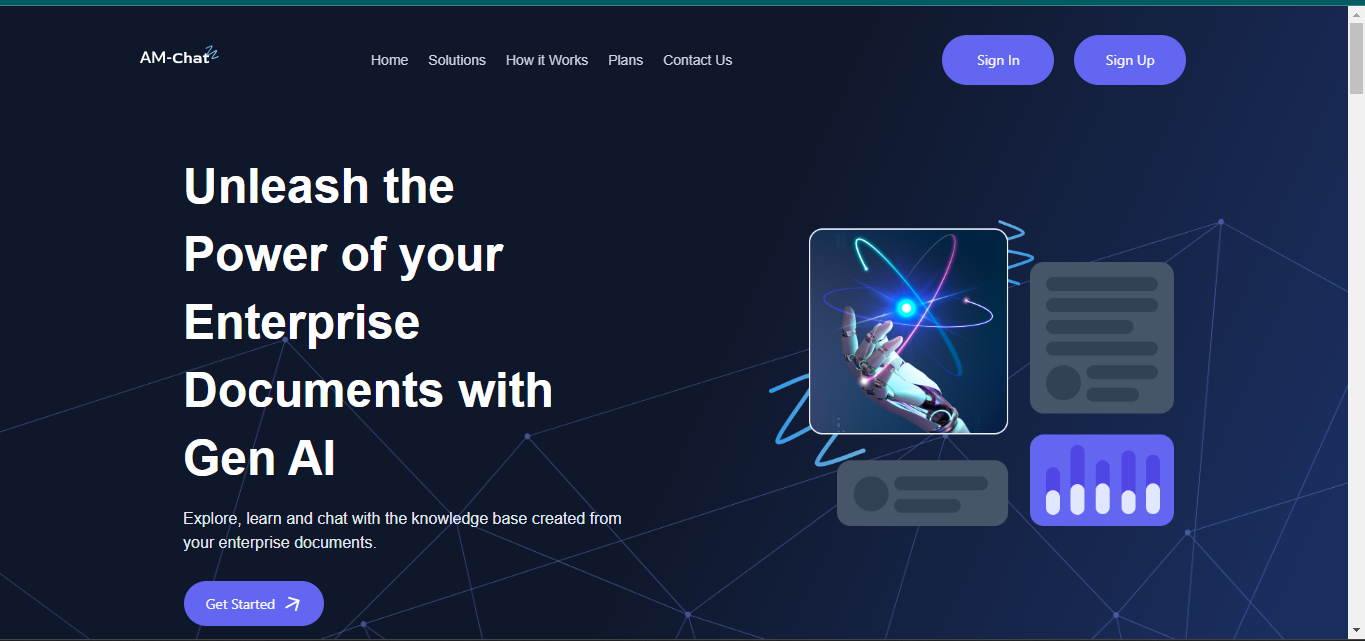 AM-Chat
Home Solutions How it Works Plans Contact Us
Sign In
Sign Up
Unleash the
Power of your
Enterprise
Documents with
Gen AI
Explore, learn and chat with the knowledge base created from
your enterprise documents.
Get Started